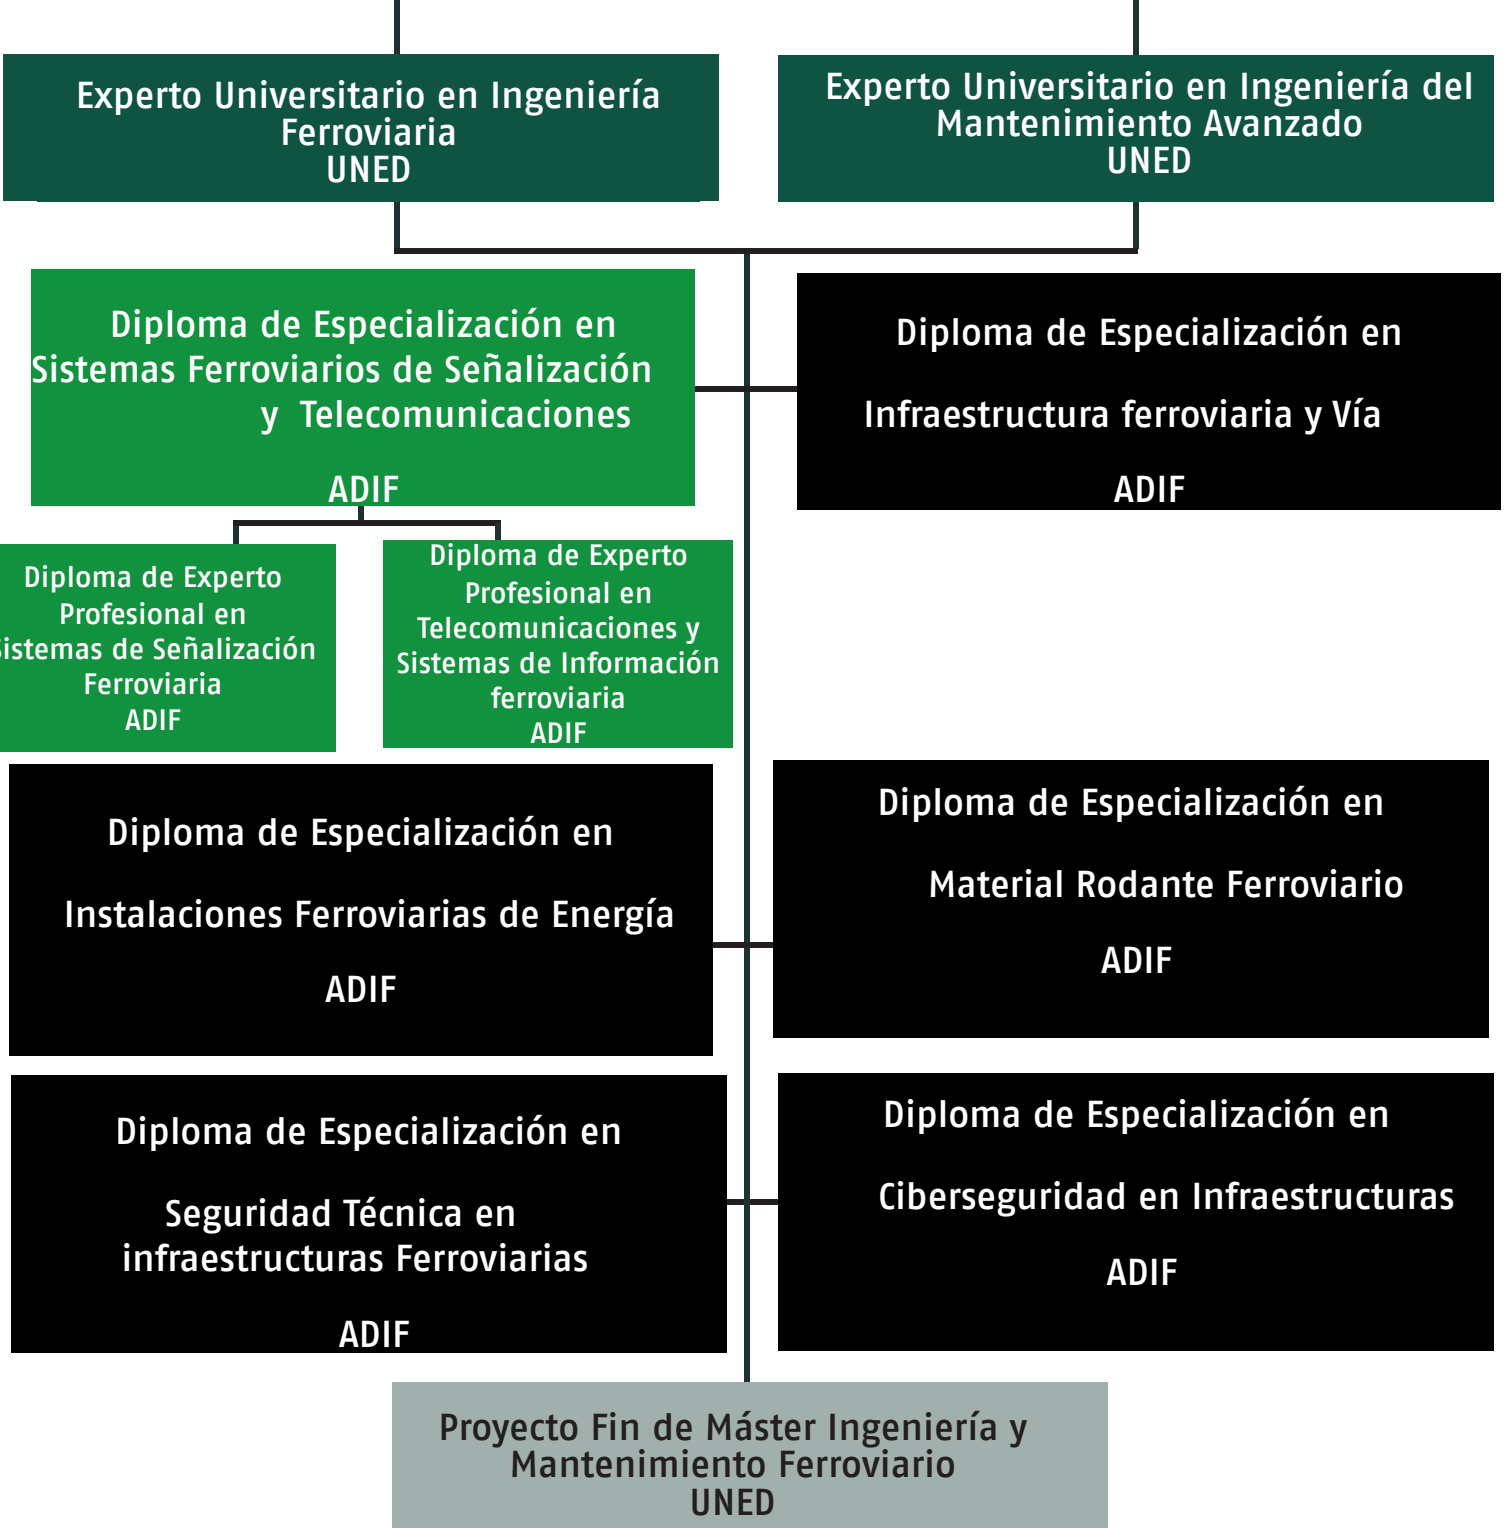 Experto Universitario en Ingeniería
Ferroviaria
UNED
Experto Universitario en Ingeniería del
Mantenimiento Avanzado
UNED
Diploma de Especialización en
Sistemas Ferroviarios de Señalización
y Telecomunicaciones
ADIF
Diploma de Especialización en
Infraestructura ferroviaria y Vía
ADIF
Diploma de Experto
Profesional en
Sistemas de Señalización
Ferroviaria
ADIF
Diploma de Experto
Profesional en
Telecomunicaciones y
Sistemas de Información
ferroviaria
ADIF
Diploma de Especialización en
Instalaciones Ferroviarias de Energía
ADIF
Diploma de Especialización en
Material Rodante Ferroviario
ADIF
Diploma de Especialización en
Seguridad Técnica en
infraestructuras Ferroviarias
ADIF
Diploma de Especialización en
Ciberseguridad en Infraestructuras
ADIF
Proyecto Fin de Máster Ingeniería y
Mantenimiento Ferroviario
UNED